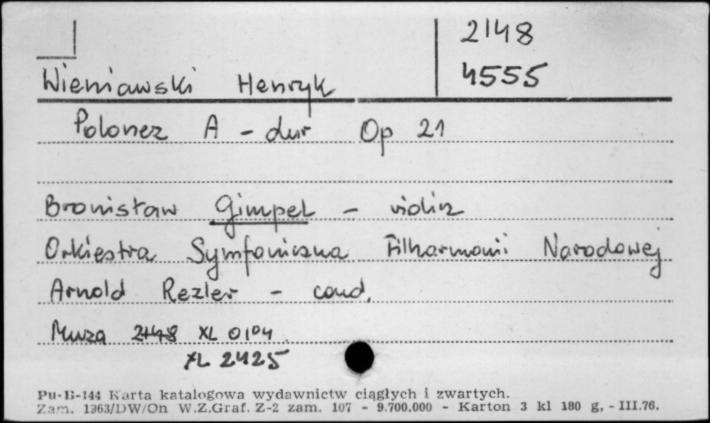 2148
4555
Wieniawski Henryk
Polonez A - dur Op 21
Bronisław Gimpel - violin
Orkiestra Symfoniczna Filharmonii Narodowej
Arnold Rezler - cond.
Muza 2148 XL 0104
XL 2425
Pu-B-144 Karta katalogowa wydawnictw ciągłych i zwartych.
Zam. 1363/DW/On W.Z.Graf. Z-2 zam. 107 - 9.700.000 - Karton 3 kl 180 g. - III.76.